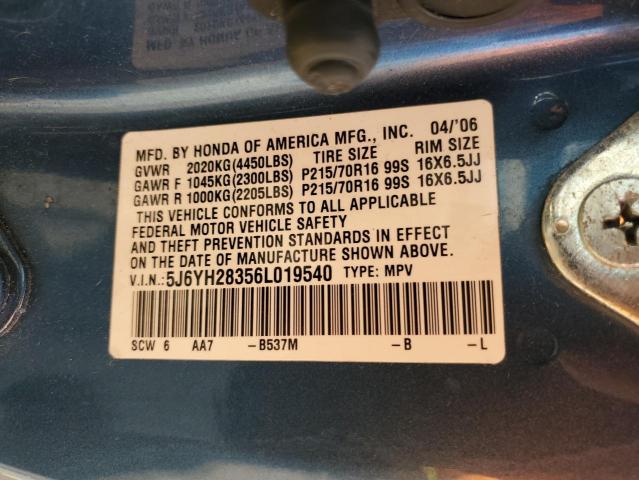 MFD. BY HONDA OF AMERICA MFG., INC. 04/'06
GVWR 2020KG(4450LBS) TIRE SIZE RIM SIZE
GAWR F 1045KG(2300LBS) P215/70R16 99S 16X6.5JJ
GAWR R 1000KG(2205LBS) P215/70R16 99S 16X6.5JJ
THIS VEHICLE CONFORMS TO ALL APPLICABLE
FEDERAL MOTOR VEHICLE SAFETY
AND THEFT PREVENTION STANDARDS IN EFFECT
ON THE DATE OF MANUFACTURE SHOWN ABOVE.
V.I.N.:5J6YH28356L019540 TYPE: MPV
SCW 6 AA7 -B537M -B -L